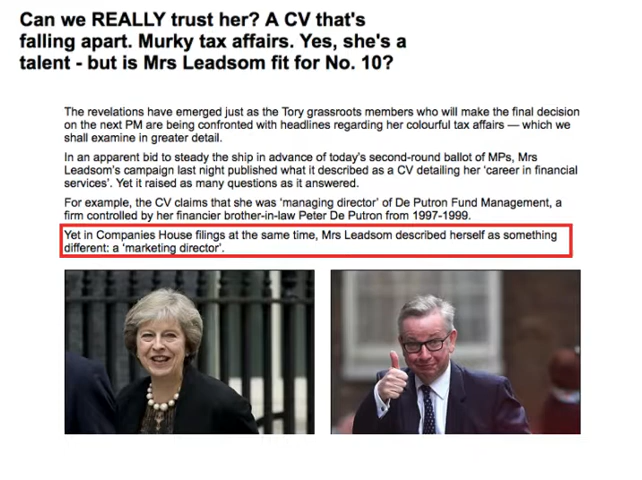 Can we REALLY trust her? A CV that's
falling apart. Murky tax affairs. Yes, she's a
talent - but is Mrs Leadsom fit for No. 10?
The revelations have emerged just as the Tory grassroots members who will make the final decision
on the next PM are being confronted with headlines regarding her colourful tax affairs — which we
shall examine in greater detail.
In an apparent bid to steady the ship in advance of today's second-round ballot of MPs, Mrs
Leadsom's campaign last night published what it described as a CV detailing her 'career in financial
services'. Yet it raised as many questions as it answered.
For example, the CV claims that she was 'managing director' of De Putron Fund Management, a
firm controlled by her financier brother-in-law Peter De Putron from 1997-1999.
Yet in Companies House filings at the same time, Mrs Leadsom described herself as something
different: a 'marketing director'.